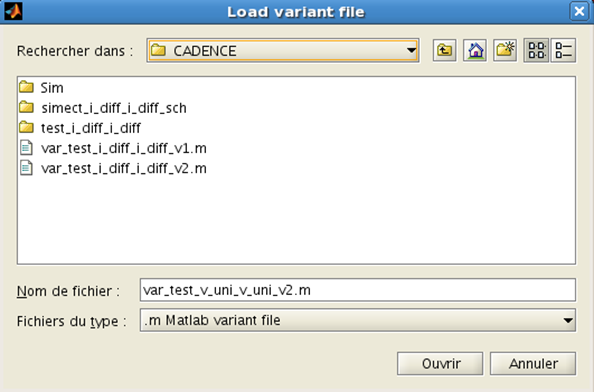 Load variant file
Rechercher dans : CADENCE
Sim
simect_i_diff_i_diff_sch
test_i_diff_i_diff
var_test_i_diff_i_diff_v1.m
var_test_i_diff_i_diff_v2.m
Nom de fichier : var_test_v_uni_v_uni_v2.m
Fichiers du type : .m Matlab variant file
Ouvrir Annuler